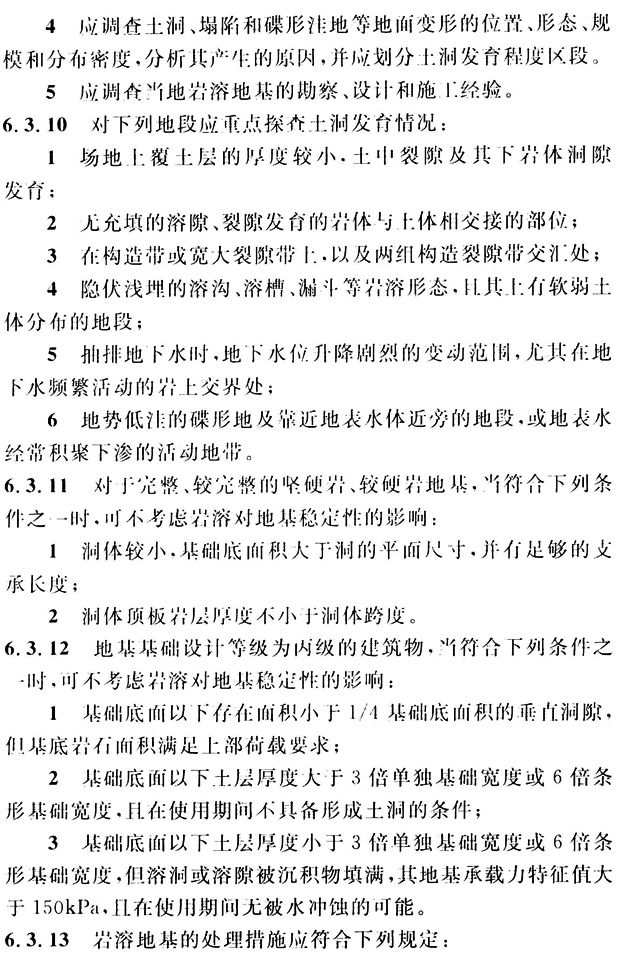 4 应调查土洞、塌陷和碟形洼地等地面变形的位置、形态、规
模和分布密度,分析其产生的原因,并应划分土洞发育程度区段。
5 应调查当地岩溶地基的勘察、设计和施工经验。
6.3.10 对下列地段应重点探查土洞发育情况:
1 场地上覆土层的厚度较小,土中裂隙及其下岩体洞隙
发育;
2 无充填的溶隙、裂隙发育的岩体与土体相交接的部位;
3 在构造带或宽大裂隙带上,以及两组构造裂隙带交汇处;
4 隐伏浅埋的溶沟、溶槽、漏斗等岩溶形态,且其上有软弱土
体分布的地段;
5 抽排地下水时,地下水位升降剧烈的变动范围,尤其在地
下水频繁活动的岩土交界处;
6 地势低洼的碟形地及靠近地表水体近旁的地段,或地表水
经常积聚下渗的活动地带。
6.3.11 对于完整、较完整的坚硬岩、较硬岩地基,当符合下列条
件之一时,可不考虑岩溶对地基稳定性的影响:
1 洞体较小,基础底面积大于洞的平面尺寸,并有足够的支
承长度;
2 洞体顶板岩层厚度不小于洞体跨度。
6.3.12 地基基础设计等级为丙级的建筑物,当符合下列条件之
一时,可不考虑岩溶对地基稳定性的影响:
1 基础底面以下存在面积小于1/4基础底面积的垂直洞隙,
但基底岩石面积满足上部荷载要求;
2 基础底面以下土层厚度大于3倍单独基础宽度或6倍条
形基础宽度,且在使用期间不具备形成土洞的条件;
3 基础底面以下土层厚度小于3倍单独基础宽度或6倍条
形基础宽度,但溶洞或溶隙被沉积物填满,其地基承载力特征值大
于150kPa,且在使用期间无被水冲蚀的可能。
6.3.13 岩溶地基的处理措施应符合下列规定: